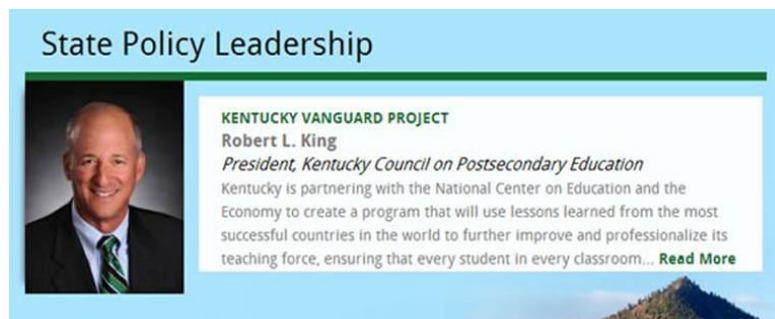 State Policy Leadership
KENTUCKY VANGUARD PROJECT
Robert L. King
President, Kentucky Council on Postsecondary Education
Kentucky is partnering with the National Center on Education and the
Economy to create a program that will use lessons learned from the most
successful countries in the world to further improve and professionalize its
teaching force, ensuring that every student in every classroom... Read More